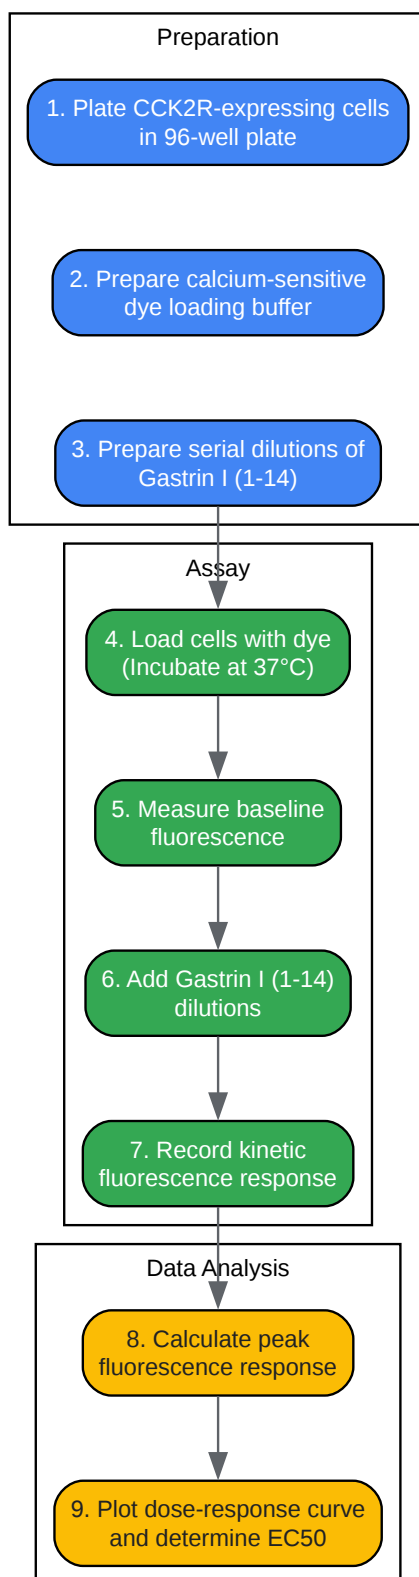 Preparation
1. Plate CCK2R-expressing cells
in 96-well plate
2. Prepare calcium-sensitive
dye loading buffer
3. Prepare serial dilutions of
Gastrin I (1-14)
Assay
4. Load cells with dye
(Incubate at 37°C)
5. Measure baseline
fluorescence
6. Add Gastrin I (1-14)
dilutions
7. Record kinetic
fluorescence response
Data Analysis
8. Calculate peak
fluorescence response
9. Plot dose-response curve
and determine EC50